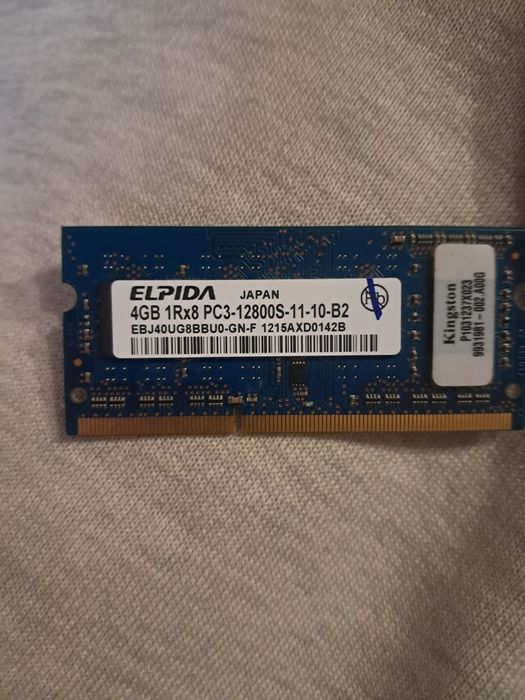 ELPIDA JAPAN
4GB 1Rx8 PC3-12800S-11-10-B2
EBJ40UG8BBU0-GN-F 1215AXD0142B
Kingston
P1031237X023
9931981-002.A00G